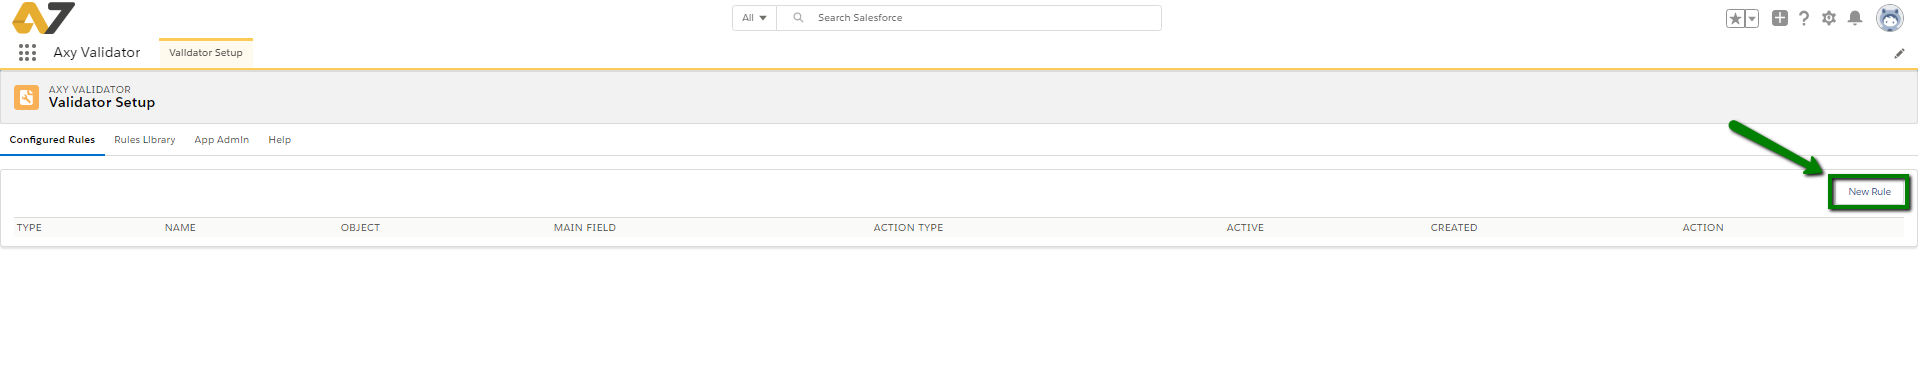 A7
All
Search Salesforce
Axy Validator
Validator Setup
AXY VALIDATOR
Validator Setup
Configured Rules
Rules Library
App Admin
Help
New Rule
TYPE
NAME
OBJECT
MAIN FIELD
ACTION TYPE
ACTIVE
CREATED
ACTION